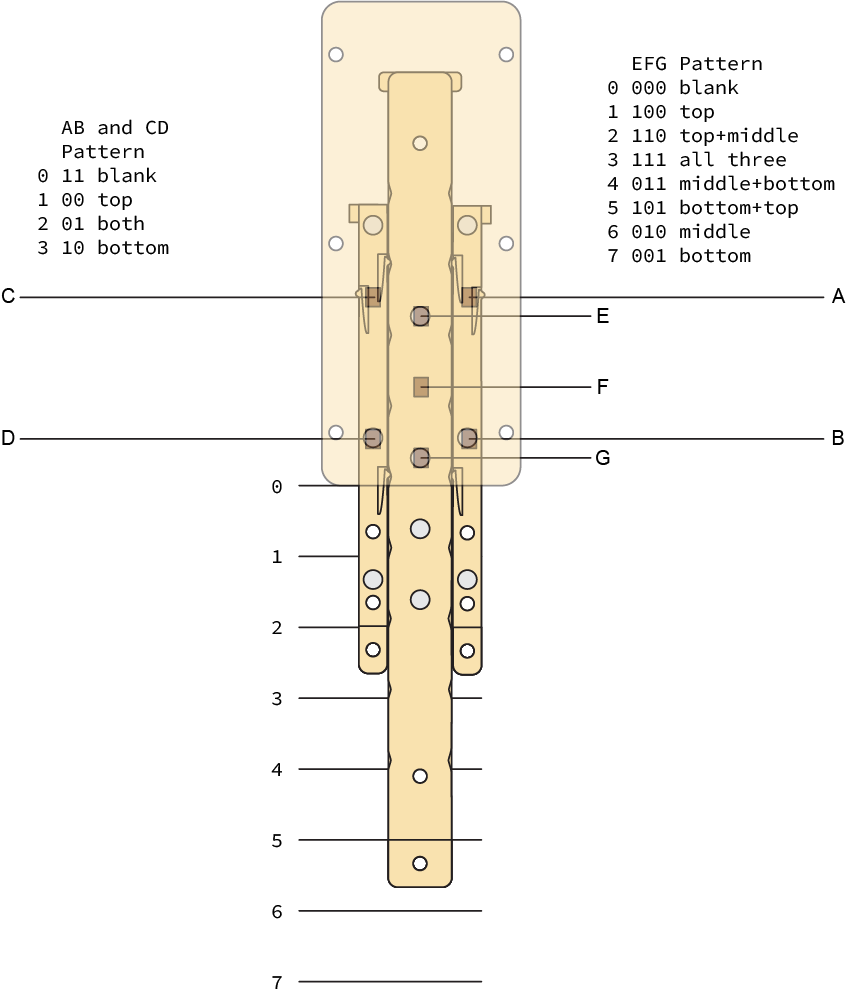 EFG Pattern
0 000 blank
1 100 top
2 110 top+middle
3 111 all three
4 011 middle+bottom
5 101 bottom+top
6 010 middle
7 001 bottom
AB and CD
Pattern
0 11 blank
1 00 top
2 01 both
3 10 bottom
C
A
E
F
D
B
G
0
1
2
3
4
5
6
7